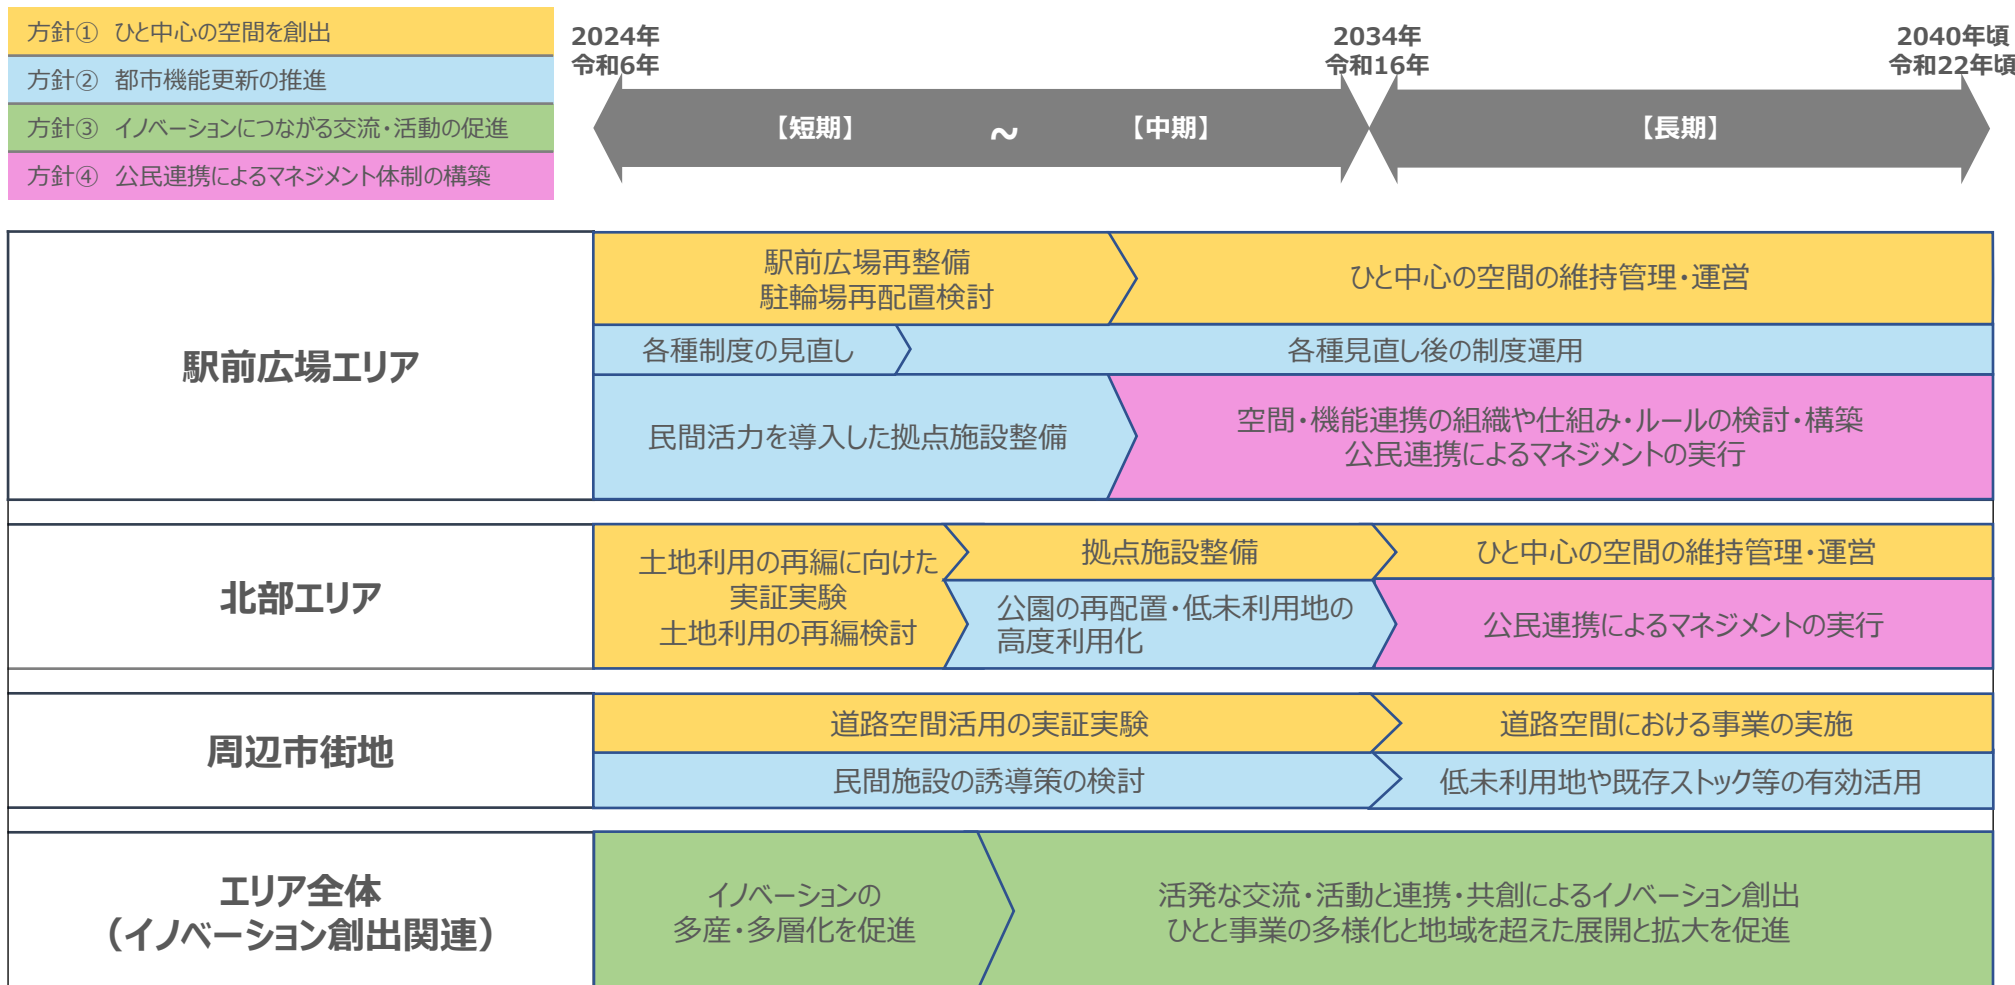 方針① ひと中心の空間を創出
方針② 都市機能更新の推進
方針③ イノベーションにつながる交流・活動の促進
方針④ 公民連携によるマネジメント体制の構築
2024年
令和6年
2034年
令和16年
2040年頃
令和22年頃
【短期】 ~ 【中期】
【長期】
駅前広場エリア
駅前広場再整備
駐輪場再配置検討
ひと中心の空間の維持管理・運営
各種制度の見直し
各種見直し後の制度運用
民間活力を導入した拠点施設整備
空間・機能連携の組織や仕組み・ルールの検討・構築
公民連携によるマネジメントの実行
北部エリア
土地利用の再編に向けた
実証実験
土地利用の再編検討
拠点施設整備
ひと中心の空間の維持管理・運営
公園の再配置・低未利用地の
高度利用化
公民連携によるマネジメントの実行
周辺市街地
道路空間活用の実証実験
道路空間における事業の実施
民間施設の誘導策の検討
低未利用地や既存ストック等の有効活用
エリア全体
（イノベーション創出関連）
イノベーションの
多産・多層化を促進
活発な交流・活動と連携・共創によるイノベーション創出
ひとと事業の多様化と地域を超えた展開と拡大を促進